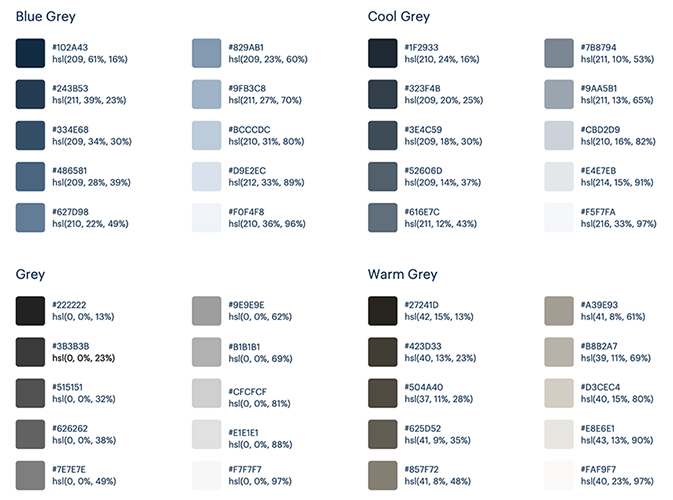 Blue Grey
#102A43
hsl(209, 61%, 16%)
#243B53
hsl(211, 39%, 23%)
#334E68
hsl(209, 34%, 30%)
#486581
hsl(209, 28%, 39%)
#627D98
hsl(210, 22%, 49%)
#829AB1
hsl(209, 23%, 60%)
#9FB3C8
hsl(211, 27%, 70%)
#BCCCDC
hsl(210, 31%, 80%)
#D9E2EC
hsl(212, 33%, 89%)
#F0F4F8
hsl(210, 36%, 96%)
Cool Grey
#1F2933
hsl(210, 24%, 16%)
#323F4B
hsl(209, 20%, 25%)
#3E4C59
hsl(209, 18%, 30%)
#52606D
hsl(209, 14%, 37%)
#616E7C
hsl(211, 12%, 43%)
#7B8794
hsl(211, 10%, 53%)
#9AA5B1
hsl(211, 13%, 65%)
#CBD2D9
hsl(210, 16%, 82%)
#E4E7EB
hsl(214, 15%, 91%)
#F5F7FA
hsl(216, 33%, 97%)
Grey
#222222
hsl(0, 0%, 13%)
#3B3B3B
hsl(0, 0%, 23%)
#515151
hsl(0, 0%, 32%)
#626262
hsl(0, 0%, 38%)
#7E7E7E
hsl(0, 0%, 49%)
#9E9E9E
hsl(0, 0%, 62%)
#B1B1B1
hsl(0, 0%, 69%)
#CFCFCF
hsl(0, 0%, 81%)
#E1E1E1
hsl(0, 0%, 88%)
#F7F7F7
hsl(0, 0%, 97%)
Warm Grey
#27241D
hsl(42, 15%, 13%)
#423D33
hsl(40, 13%, 23%)
#504A40
hsl(37, 11%, 28%)
#625D52
hsl(41, 9%, 35%)
#857F72
hsl(41, 8%, 48%)
#A39E93
hsl(41, 8%, 61%)
#B8B2A7
hsl(39, 11%, 69%)
#D3CEC4
hsl(40, 15%, 80%)
#E8E6E1
hsl(43, 13%, 90%)
#FAF9F7
hsl(40, 23%, 97%)